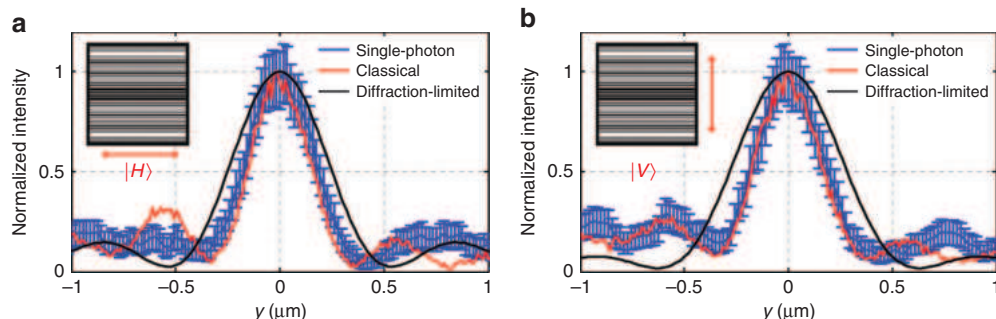 a
Normalized intensity
1
0.5
0
Single-photon
Classical
Diffraction-limited
|H⟩
−1
−0.5
0
0.5
1
y (μm)
b
Normalized intensity
1
0.5
0
Single-photon
Classical
Diffraction-limited
|V⟩
−1
−0.5
0
0.5
1
y (μm)